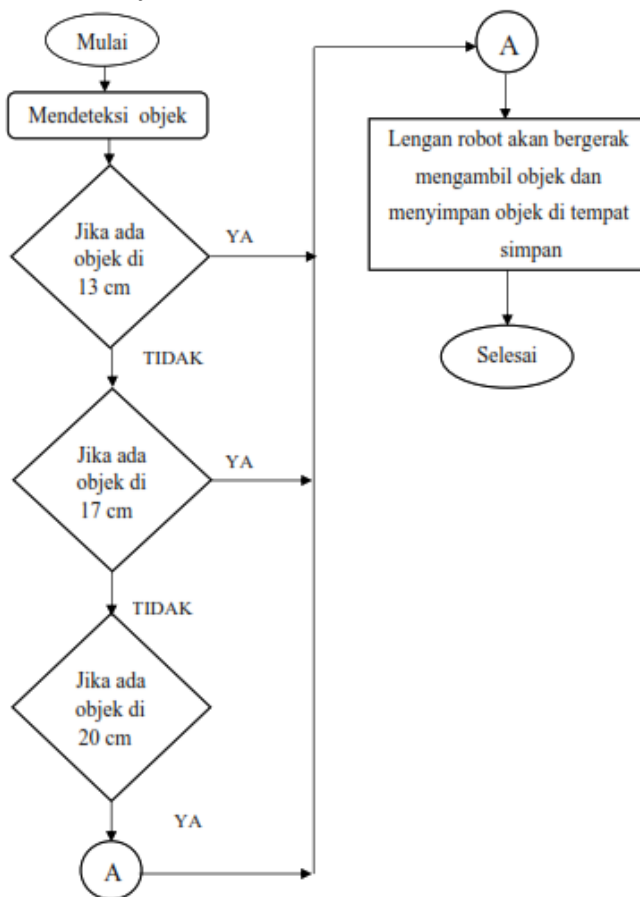 Mulai
Mendeteksi objek
Jika ada
objek di
13 cm
YA
TIDAK
Jika ada
objek di
17 cm
YA
TIDAK
Jika ada
objek di
20 cm
YA
A
A
Lengan robot akan bergerak
mengambil objek dan
menyimpan objek di tempat
simpan
Selesai